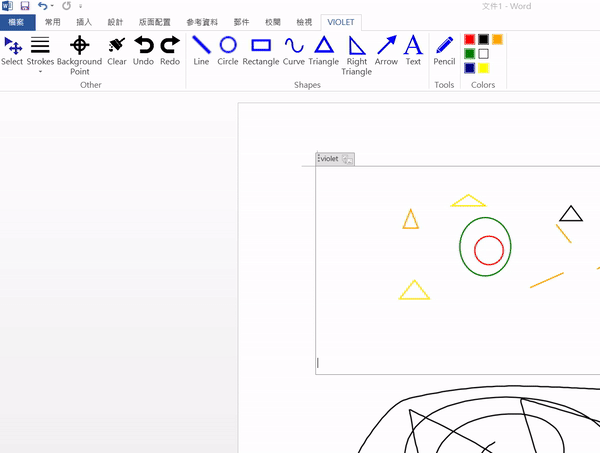 文件1 - Word
檔案 常用 插入 設計 版面配置 參考資料 郵件 校閱 檢視 VIOLET
Select Strokes Background Point Clear Undo Redo Line Circle Rectangle Curve Triangle Right Triangle Arrow Text Pencil
Other Shapes Tools Colors
violet